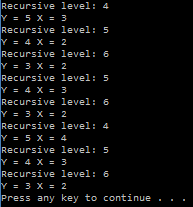 Recursive level: 4
Y = 5 X = 3
Recursive level: 5
Y = 4 X = 2
Recursive level: 6
Y = 3 X = 2
Recursive level: 5
Y = 4 X = 3
Recursive level: 6
Y = 3 X = 2
Recursive level: 4
Y = 5 X = 4
Recursive level: 5
Y = 4 X = 3
Recursive level: 6
Y = 3 X = 2
Press any key to continue . . .